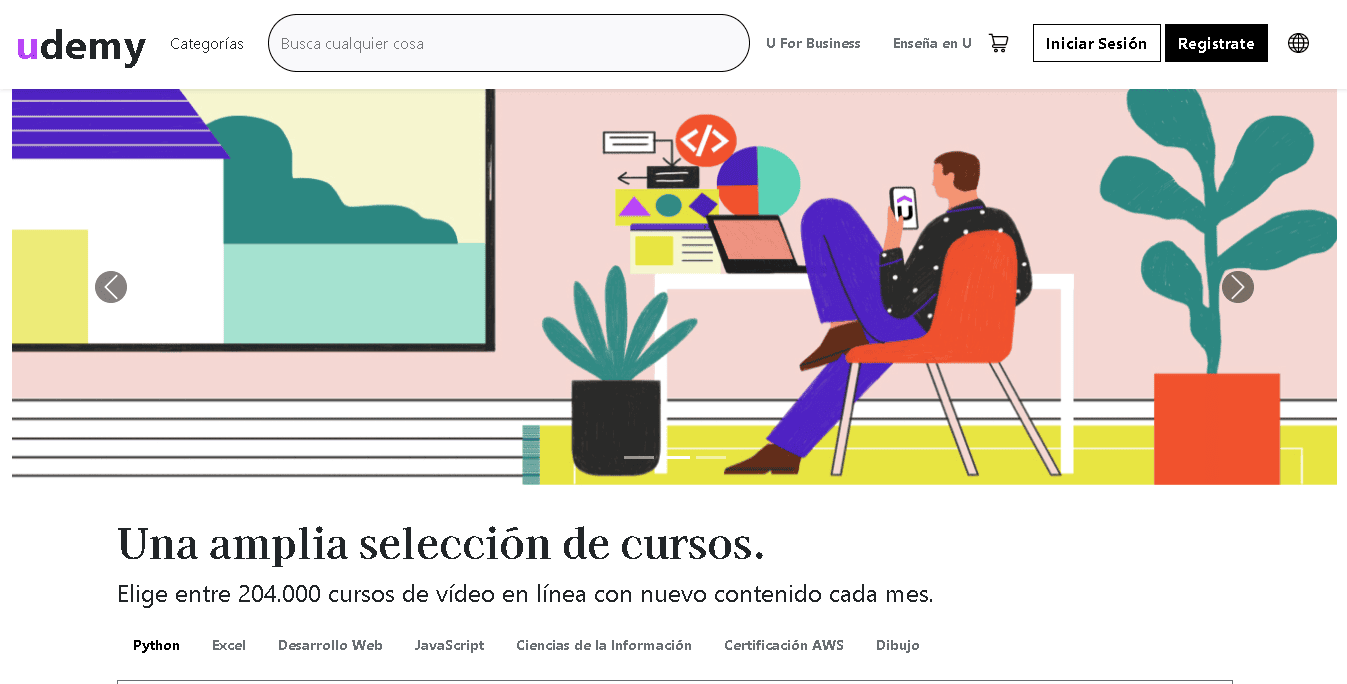 udemy Categorías Busca cualquier cosa U For Business Enseña en U Iniciar Sesión Registrate
</>
U
Una amplia selección de cursos.
Elige entre 204.000 cursos de vídeo en línea con nuevo contenido cada mes.
Python Excel Desarrollo Web JavaScript Ciencias de la Información Certificación AWS Dibujo